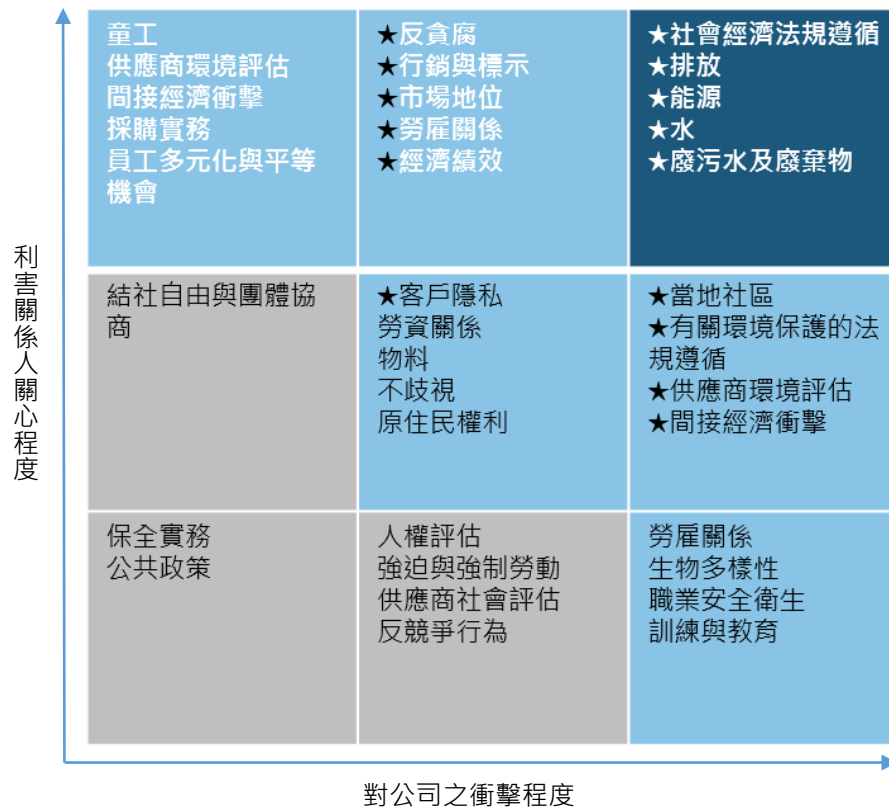 童工
供應商環境評估
間接經濟衝擊
採購實務
員工多元化與平等
機會
★反貪腐
★行銷與標示
★市場地位
★勞雇關係
★經濟績效
★社會經濟法規遵循
★排放
★能源
★水
★廢污水及廢棄物
利害關係人關心程度
結社自由與團體協
商
★客戶隱私
勞資關係
物料
不歧視
原住民權利
★當地社區
★有關環境保護的法
規遵循
★供應商環境評估
★間接經濟衝擊
保全實務
公共政策
人權評估
強迫與強制勞動
供應商社會評估
反競爭行為
勞雇關係
生物多樣性
職業安全衛生
訓練與教育
對公司之衝擊程度